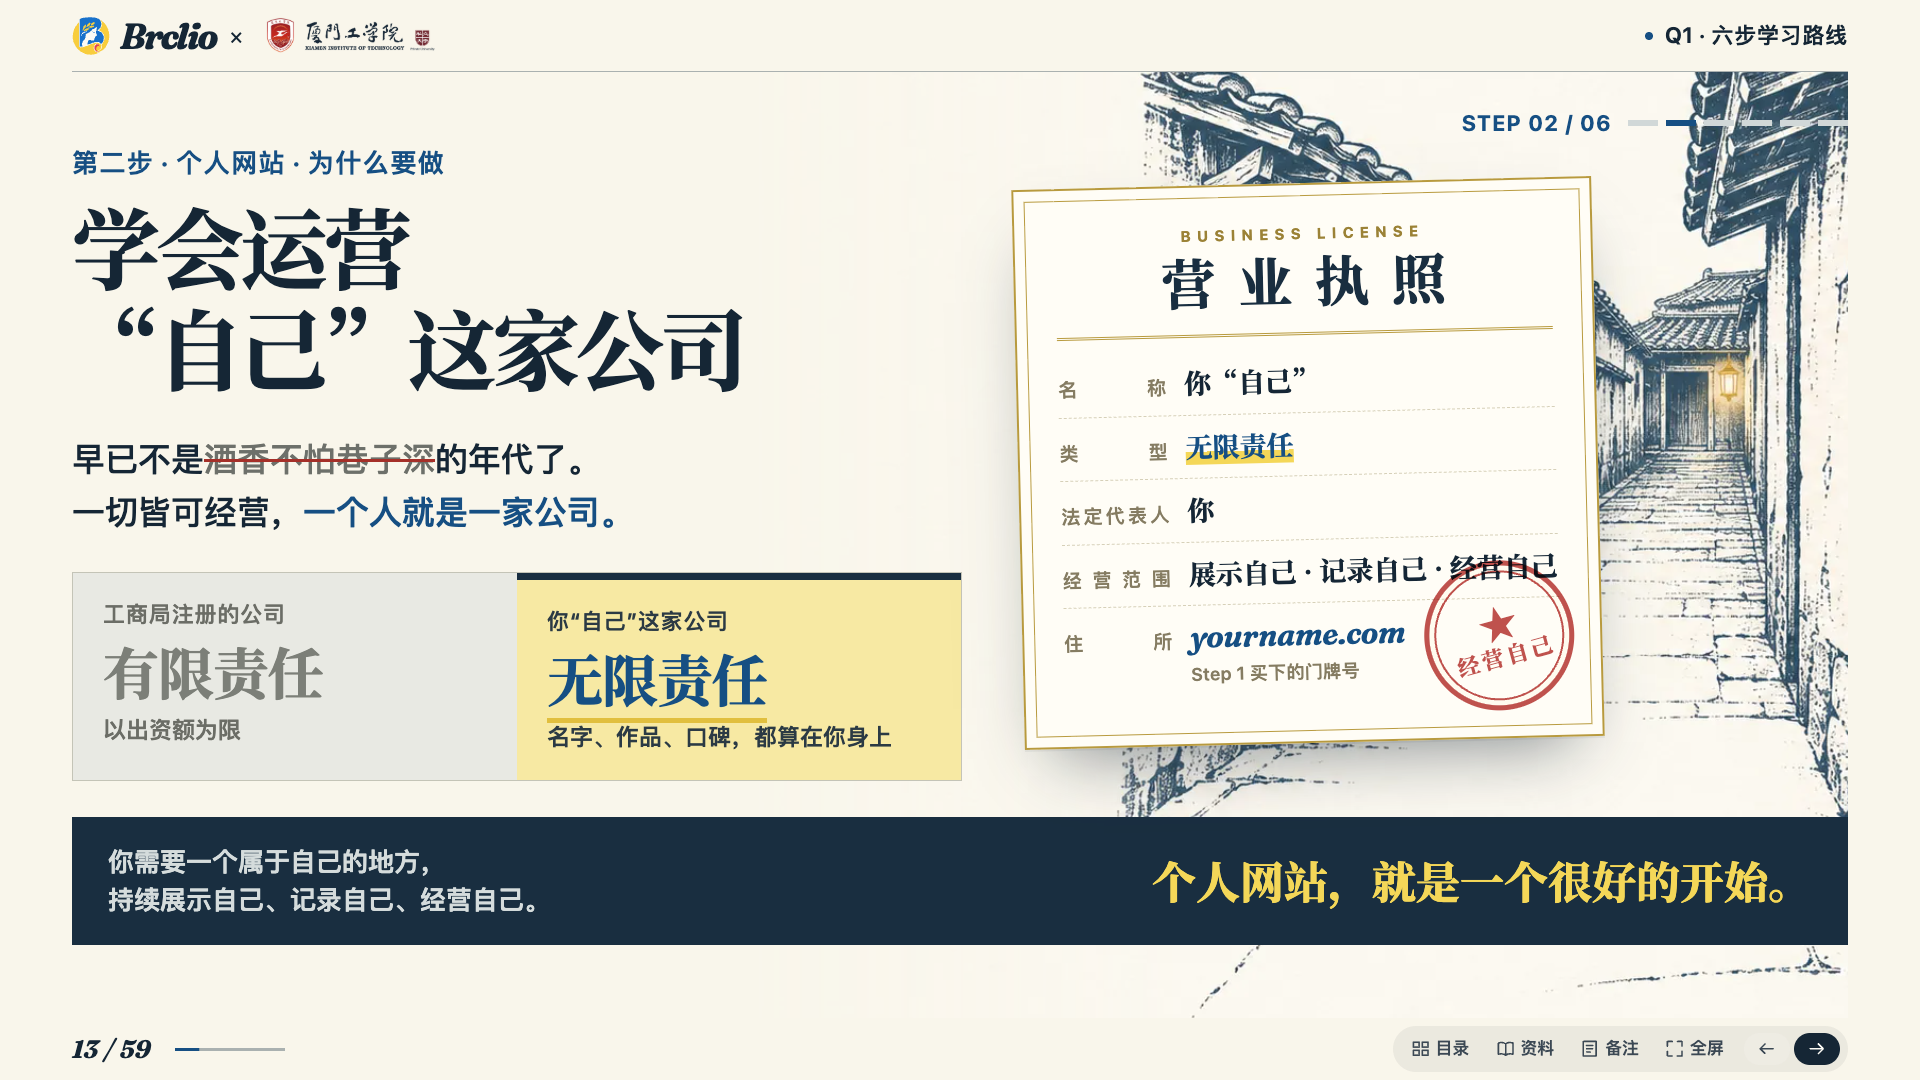 Brclio × 厦門工学院
XIAMEN INSTITUTE OF TECHNOLOGY
Q1 · 六步学习路线
STEP 02 / 06
第二步 · 个人网站 · 为什么要做
学会运营
“自己”这家公司
早已不是酒香不怕巷子深的年代了。
一切皆可经营，一个人就是一家公司。
工商局注册的公司
有限责任
以出资额为限
你“自己”这家公司
无限责任
名字、作品、口碑，都算在你身上
BUSINESS LICENSE
营业执照
名称 你“自己”
类型 无限责任
法定代表人 你
经营范围 展示自己 · 记录自己 · 经营自己
住所 yourname.com
Step 1 买下的门牌号
经营自己
你需要一个属于自己的地方，
持续展示自己、记录自己、经营自己。
个人网站，就是一个很好的开始。
13 / 59
目录 资料 备注 全屏 ← →